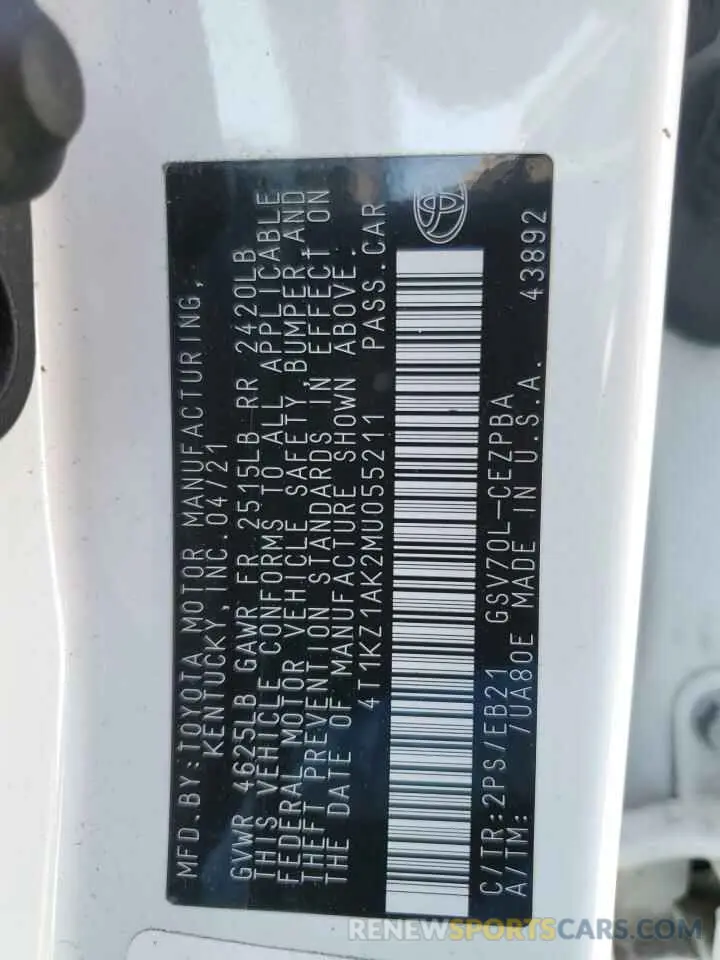 MFD.BY:TOYOTA MOTOR MANUFACTURING,
KENTUCKY, INC.04/21
GVWR 4625LB GAWR FR 2515LB RR 2420LB
THIS VEHICLE CONFORMS TO ALL APPLICABLE
FEDERAL MOTOR VEHICLE SAFETY, BUMPER, AND
THEFT PREVENTION STANDARDS IN EFFECT ON
THE DATE OF MANUFACTURE SHOWN ABOVE.
4T1KZ1AK2MU055211 PASS.CAR
C/TR:2PS/EB21 GSV70L-CEZPBA
A/TM: /UA80E MADE IN U.S.A. 43892
RENEWSPORTSCARS.COM